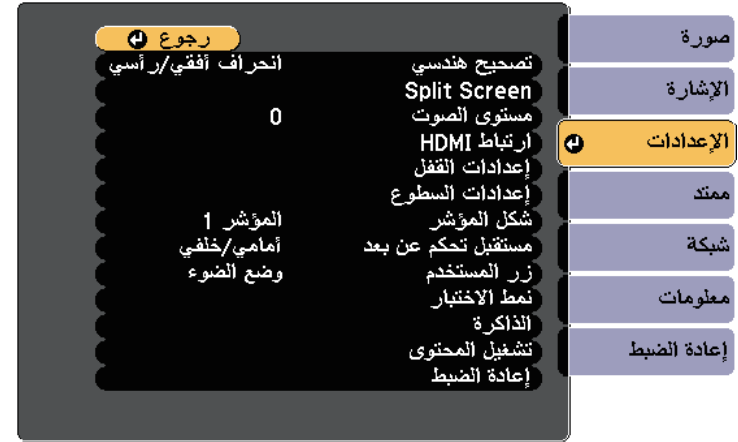 صورة
الإشارة
الإعدادات
ممتد
شبكة
معلومات
إعادة الضبط
رجوع
تصحيح هندسي انحراف أفقي/رأسي
Split Screen
مستوى الصوت 0
ارتباط HDMI
إعدادات القفل
إعدادات السطوع
شكل المؤشر المؤشر 1
مستقبل تحكم عن بعد أمامي/خلفي
زر المستخدم وضع الضوء
نمط الاختبار
الذاكرة
تشغيل المحتوى
إعادة الضبط